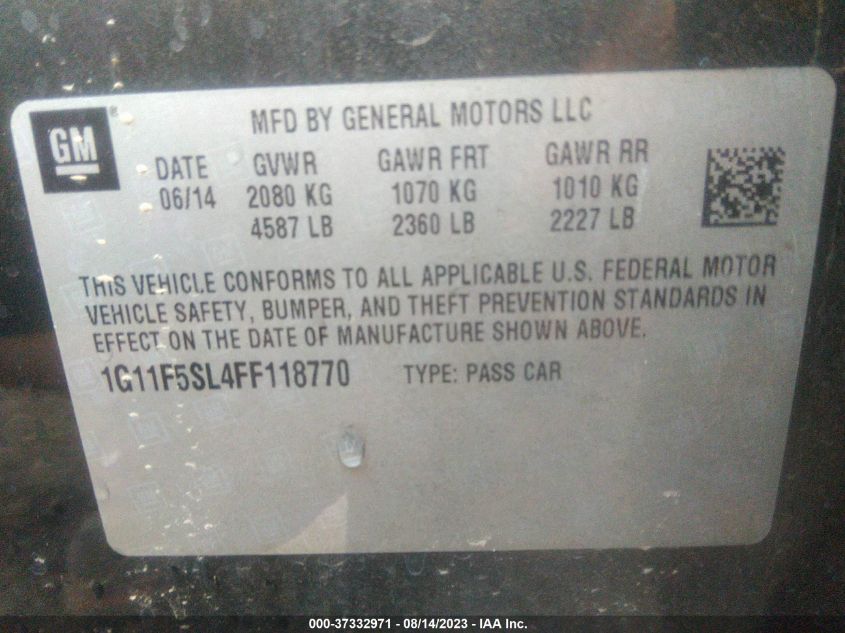 GM
MFD BY GENERAL MOTORS LLC
DATE GVWR GAWR FRT GAWR RR
06/14 2080 KG 1070 KG 1010 KG
4587 LB 2360 LB 2227 LB
THIS VEHICLE CONFORMS TO ALL APPLICABLE U.S. FEDERAL MOTOR
VEHICLE SAFETY, BUMPER, AND THEFT PREVENTION STANDARDS IN
EFFECT ON THE DATE OF MANUFACTURE SHOWN ABOVE.
1G11F5SL4FF118770 TYPE: PASS CAR
000-37332971 - 08/14/2023 - IAA Inc.